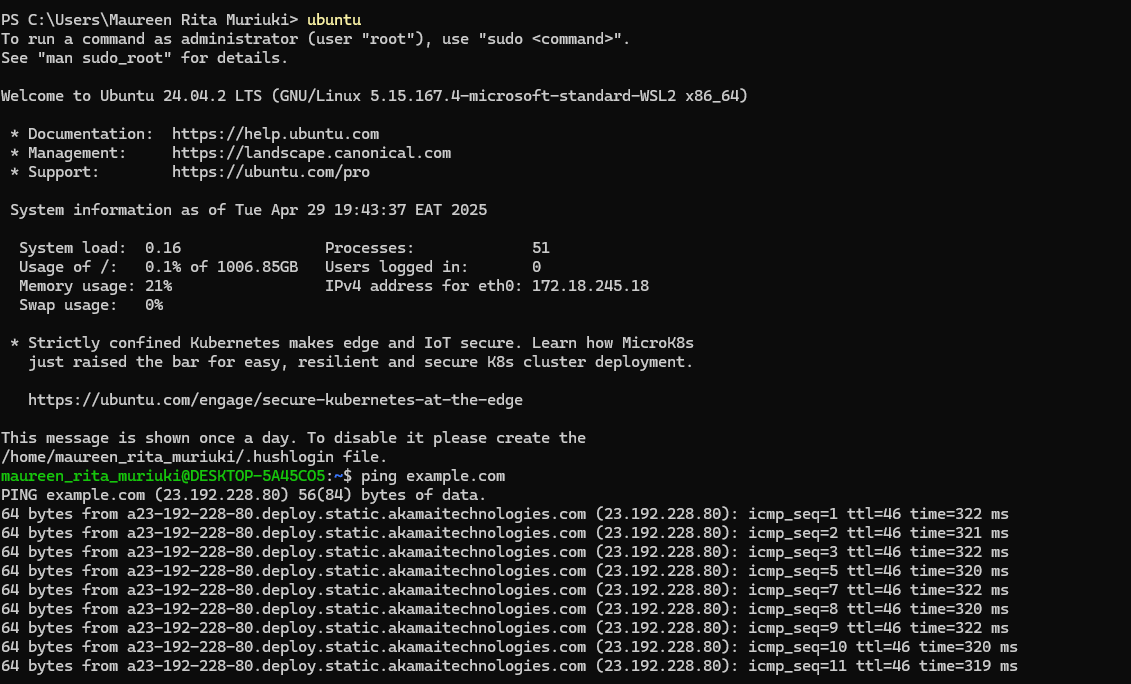 PS C:\Users\Maureen Rita Muriuki> ubuntu
To run a command as administrator (user "root"), use "sudo <command>".
See "man sudo_root" for details.

Welcome to Ubuntu 24.04.2 LTS (GNU/Linux 5.15.167.4-microsoft-standard-WSL2 x86_64)

 * Documentation:  https://help.ubuntu.com
 * Management:     https://landscape.canonical.com
 * Support:        https://ubuntu.com/pro

 System information as of Tue Apr 29 19:43:37 EAT 2025

  System load:  0.16                Processes:             51
  Usage of /:   0.1% of 1006.85GB   Users logged in:       0
  Memory usage: 21%                 IPv4 address for eth0: 172.18.245.18
  Swap usage:   0%

 * Strictly confined Kubernetes makes edge and IoT secure. Learn how MicroK8s
   just raised the bar for easy, resilient and secure K8s cluster deployment.

   https://ubuntu.com/engage/secure-kubernetes-at-the-edge

This message is shown once a day. To disable it please create the
/home/maureen_rita_muriuki/.hushlogin file.
maureen_rita_muriuki@DESKTOP-5A45CO5:~$ ping example.com
PING example.com (23.192.228.80) 56(84) bytes of data.
64 bytes from a23-192-228-80.deploy.static.akamaitechnologies.com (23.192.228.80): icmp_seq=1 ttl=46 time=322 ms
64 bytes from a23-192-228-80.deploy.static.akamaitechnologies.com (23.192.228.80): icmp_seq=2 ttl=46 time=321 ms
64 bytes from a23-192-228-80.deploy.static.akamaitechnologies.com (23.192.228.80): icmp_seq=3 ttl=46 time=322 ms
64 bytes from a23-192-228-80.deploy.static.akamaitechnologies.com (23.192.228.80): icmp_seq=5 ttl=46 time=320 ms
64 bytes from a23-192-228-80.deploy.static.akamaitechnologies.com (23.192.228.80): icmp_seq=7 ttl=46 time=322 ms
64 bytes from a23-192-228-80.deploy.static.akamaitechnologies.com (23.192.228.80): icmp_seq=8 ttl=46 time=320 ms
64 bytes from a23-192-228-80.deploy.static.akamaitechnologies.com (23.192.228.80): icmp_seq=9 ttl=46 time=322 ms
64 bytes from a23-192-228-80.deploy.static.akamaitechnologies.com (23.192.228.80): icmp_seq=10 ttl=46 time=320 ms
64 bytes from a23-192-228-80.deploy.static.akamaitechnologies.com (23.192.228.80): icmp_seq=11 ttl=46 time=319 ms